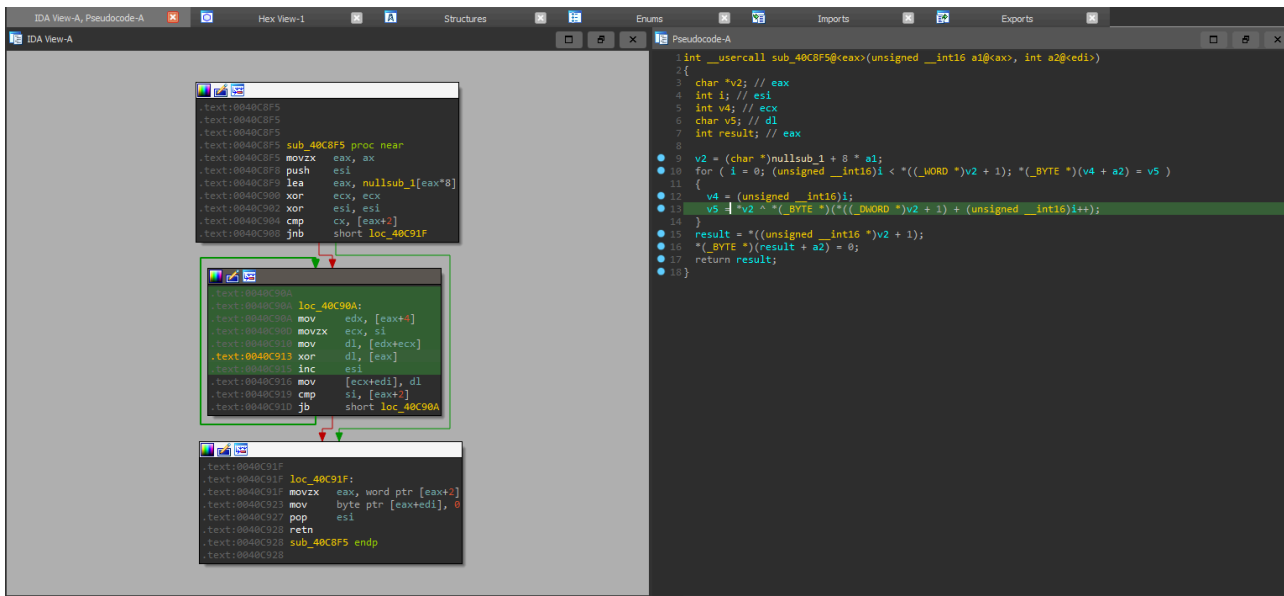 IDA View-A, Pseudocode-A
Hex View-1
Structures
Enums
Imports
Exports
IDA View-A
.text:0040C8F5
.text:0040C8F5
.text:0040C8F5
.text:0040C8F5 sub_40C8F5 proc near
.text:0040C8F5 movzx eax, ax
.text:0040C8F8 push esi
.text:0040C8F9 lea eax, nullsub_1[eax*8]
.text:0040C900 xor ecx, ecx
.text:0040C902 xor esi, esi
.text:0040C904 cmp cx, [eax+2]
.text:0040C908 jnb short loc_40C91F
.text:0040C90A
.text:0040C90A loc_40C90A:
.text:0040C90A mov edx, [eax+4]
.text:0040C90D movzx ecx, si
.text:0040C910 mov dl, [edx+ecx]
.text:0040C913 xor dl, [eax]
.text:0040C915 inc esi
.text:0040C916 mov [ecx+edi], dl
.text:0040C919 cmp si, [eax+2]
.text:0040C91D jb short loc_40C90A
.text:0040C91F
.text:0040C91F loc_40C91F:
.text:0040C91F movzx eax, word ptr [eax+2]
.text:0040C923 mov byte ptr [eax+edi], 0
.text:0040C927 pop esi
.text:0040C928 retn
.text:0040C928 sub_40C8F5 endp
.text:0040C928
Pseudocode-A
1 int __usercall sub_40C8F5@<eax>(unsigned __int16 a1@<ax>, int a2@<edi>)
2 {
3 char *v2; // eax
4 int i; // esi
5 int v4; // ecx
6 char v5; // dl
7 int result; // eax
8
9 v2 = (char *)nullsub_1 + 8 * a1;
10 for ( i = 0; (unsigned __int16)i < *((_WORD *)v2 + 1); *(_BYTE *)(v4 + a2) = v5 )
11 {
12 v4 = (unsigned __int16)i;
13 v5 = *v2 ^ *(_BYTE *)(*((_DWORD *)v2 + 1) + (unsigned __int16)i++);
14 }
15 result = *((unsigned __int16 *)v2 + 1);
16 *(_BYTE *)(result + a2) = 0;
17 return result;
18 }